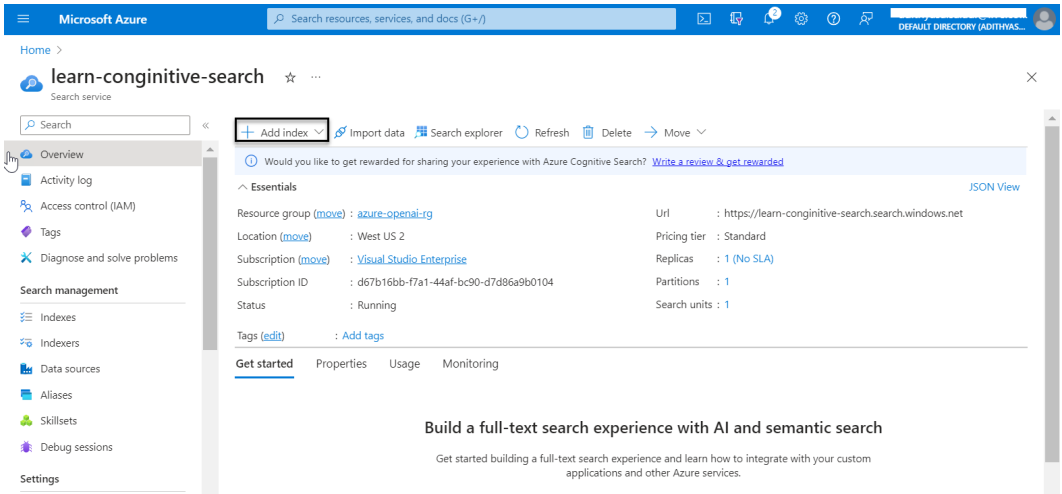 Microsoft Azure
Search resources, services, and docs (G+/)
2
DEFAULT DIRECTORY (ADITHYAS...
Home >
learn-conginitive-search
Search service
Search
Overview
Activity log
Access control (IAM)
Tags
Diagnose and solve problems
Search management
Indexes
Indexers
Data sources
Aliases
Skillsets
Debug sessions
Settings
Add index
Import data
Search explorer
Refresh
Delete
Move
Would you like to get rewarded for sharing your experience with Azure Cognitive Search? Write a review & get rewarded
Essentials
JSON View
Resource group (move) : azure-openai-rg
Location (move) : West US 2
Subscription (move) : Visual Studio Enterprise
Subscription ID : d67b16bb-f7a1-44af-bc90-d7d86a9b0104
Status : Running
Url : https://learn-conginitive-search.search.windows.net
Pricing tier : Standard
Replicas : 1 (No SLA)
Partitions : 1
Search units : 1
Tags (edit) : Add tags
Get started
Properties
Usage
Monitoring
Build a full-text search experience with AI and semantic search
Get started building a full-text search experience and learn how to integrate with your custom
applications and other Azure services.